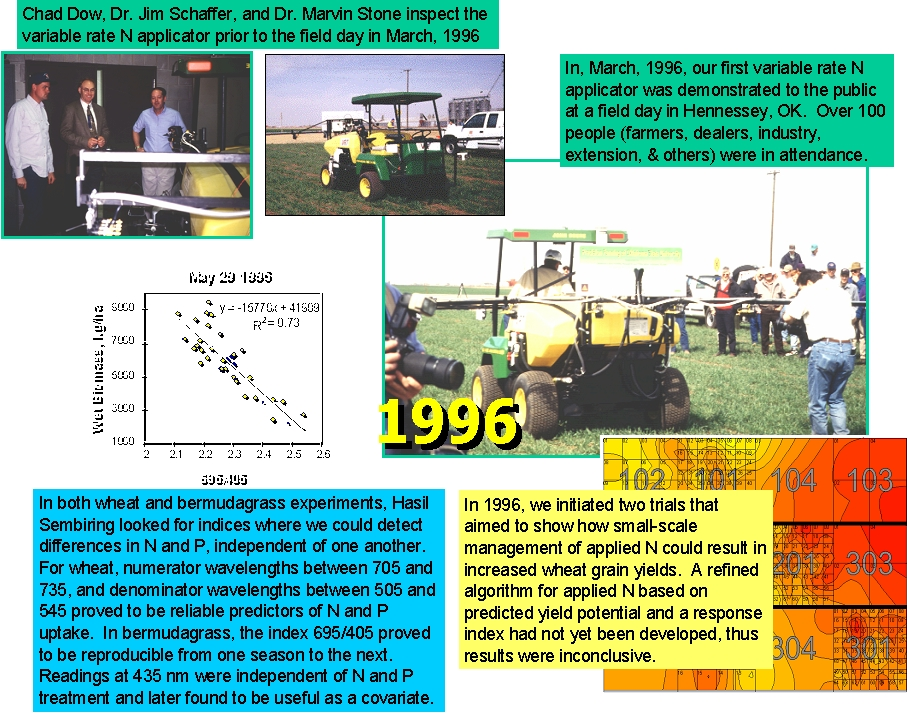 Chad Dow, Dr. Jim Schaffer, and Dr. Marvin Stone inspect the
variable rate N applicator prior to the field day in March, 1996
In, March, 1996, our first variable rate N
applicator was demonstrated to the public
at a field day in Hennessey, OK.  Over 100
people (farmers, dealers, industry,
extension, & others) were in attendance.
May 29 1996
y = -15776x + 41909
R² = 0.73
Wet Biomass, kg/ha
9000
7000
5000
3000
1000
2 2.1 2.2 2.3 2.4 2.5 2.6
695/405
1996
In both wheat and bermudagrass experiments, Hasil
Sembiring looked for indices where we could detect
differences in N and P, independent of one another.
For wheat, numerator wavelengths between 705 and
735, and denominator wavelengths between 505 and
545 proved to be reliable predictors of N and P
uptake.  In bermudagrass, the index 695/405 proved
to be reproducible from one season to the next.
Readings at 435 nm were independent of N and P
treatment and later found to be useful as a covariate.
In 1996, we initiated two trials that
aimed to show how small-scale
management of applied N could result in
increased wheat grain yields.  A refined
algorithm for applied N based on
predicted yield potential and a response
index had not yet been developed, thus
results were inconclusive.
102 101 104 103
201 303
304 301